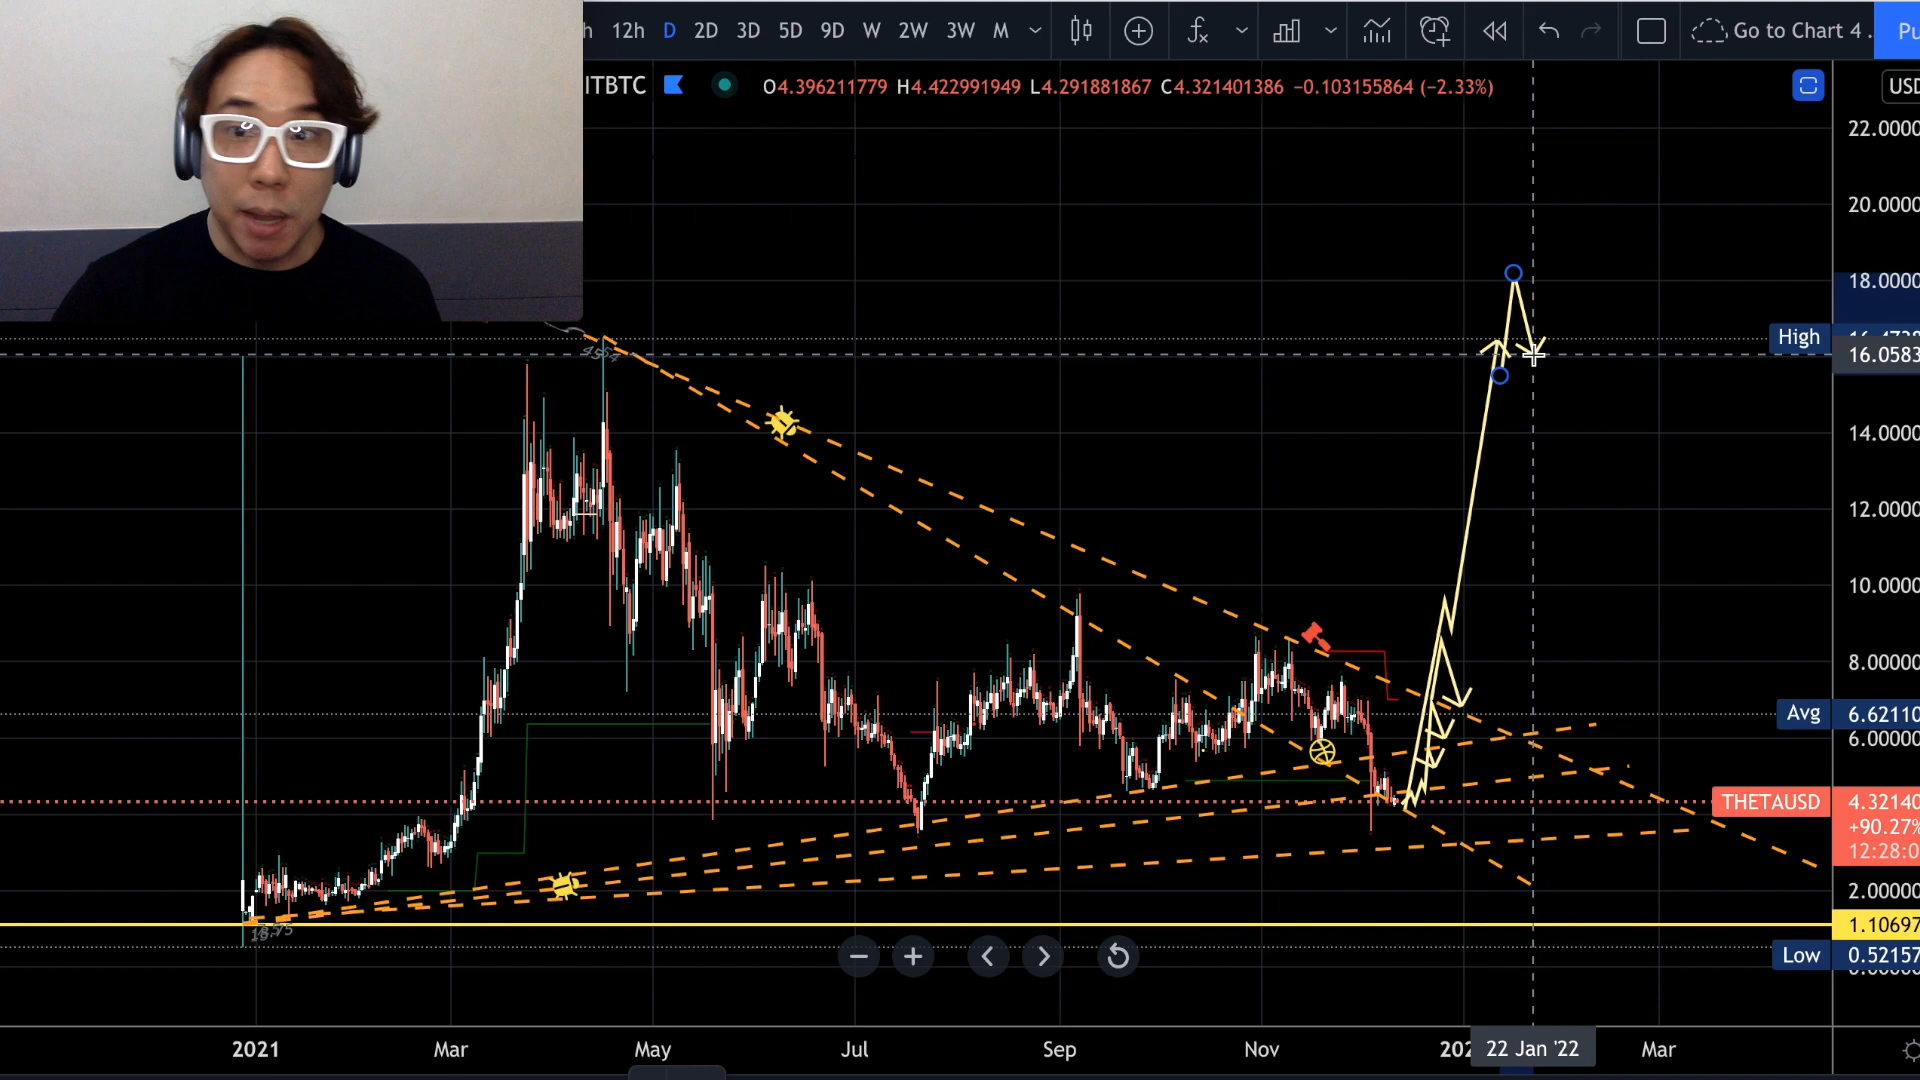 h 12h D 2D 3D 5D 9D W 2W 3W M Go to Chart 4 . Pu
ITBTC O4.396211779 H4.422991949 L4.291881867 C4.321401386 −0.103155864 (−2.33%) USD
22.0000
20.0000
18.0000
High
16.0583
4554
14.0000
12.0000
10.0000
8.00000
Avg 6.62110
6.00000
THETAUSD 4.32140
+90.27%
12:28:0
2.00000
1.10697
Low 0.52157
2021 Mar May Jul Sep Nov 202 22 Jan '22 Mar